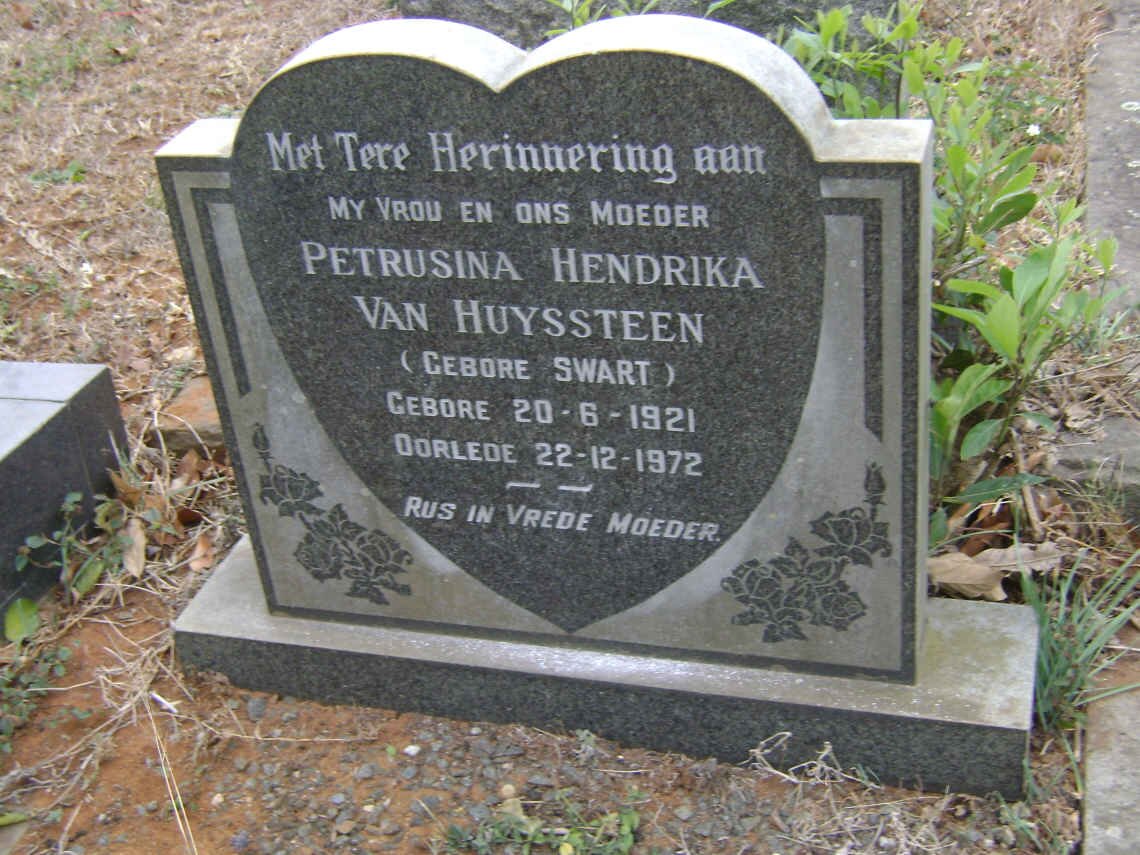 Met Tere Herinnering aan
MY VROU EN ONS MOEDER
PETRUSINA HENDRIKA
VAN HUYSSTEEN
( GEBORE SWART )
GEBORE 20-6-1921
OORLEDE 22-12-1972
RUS IN VREDE MOEDER.